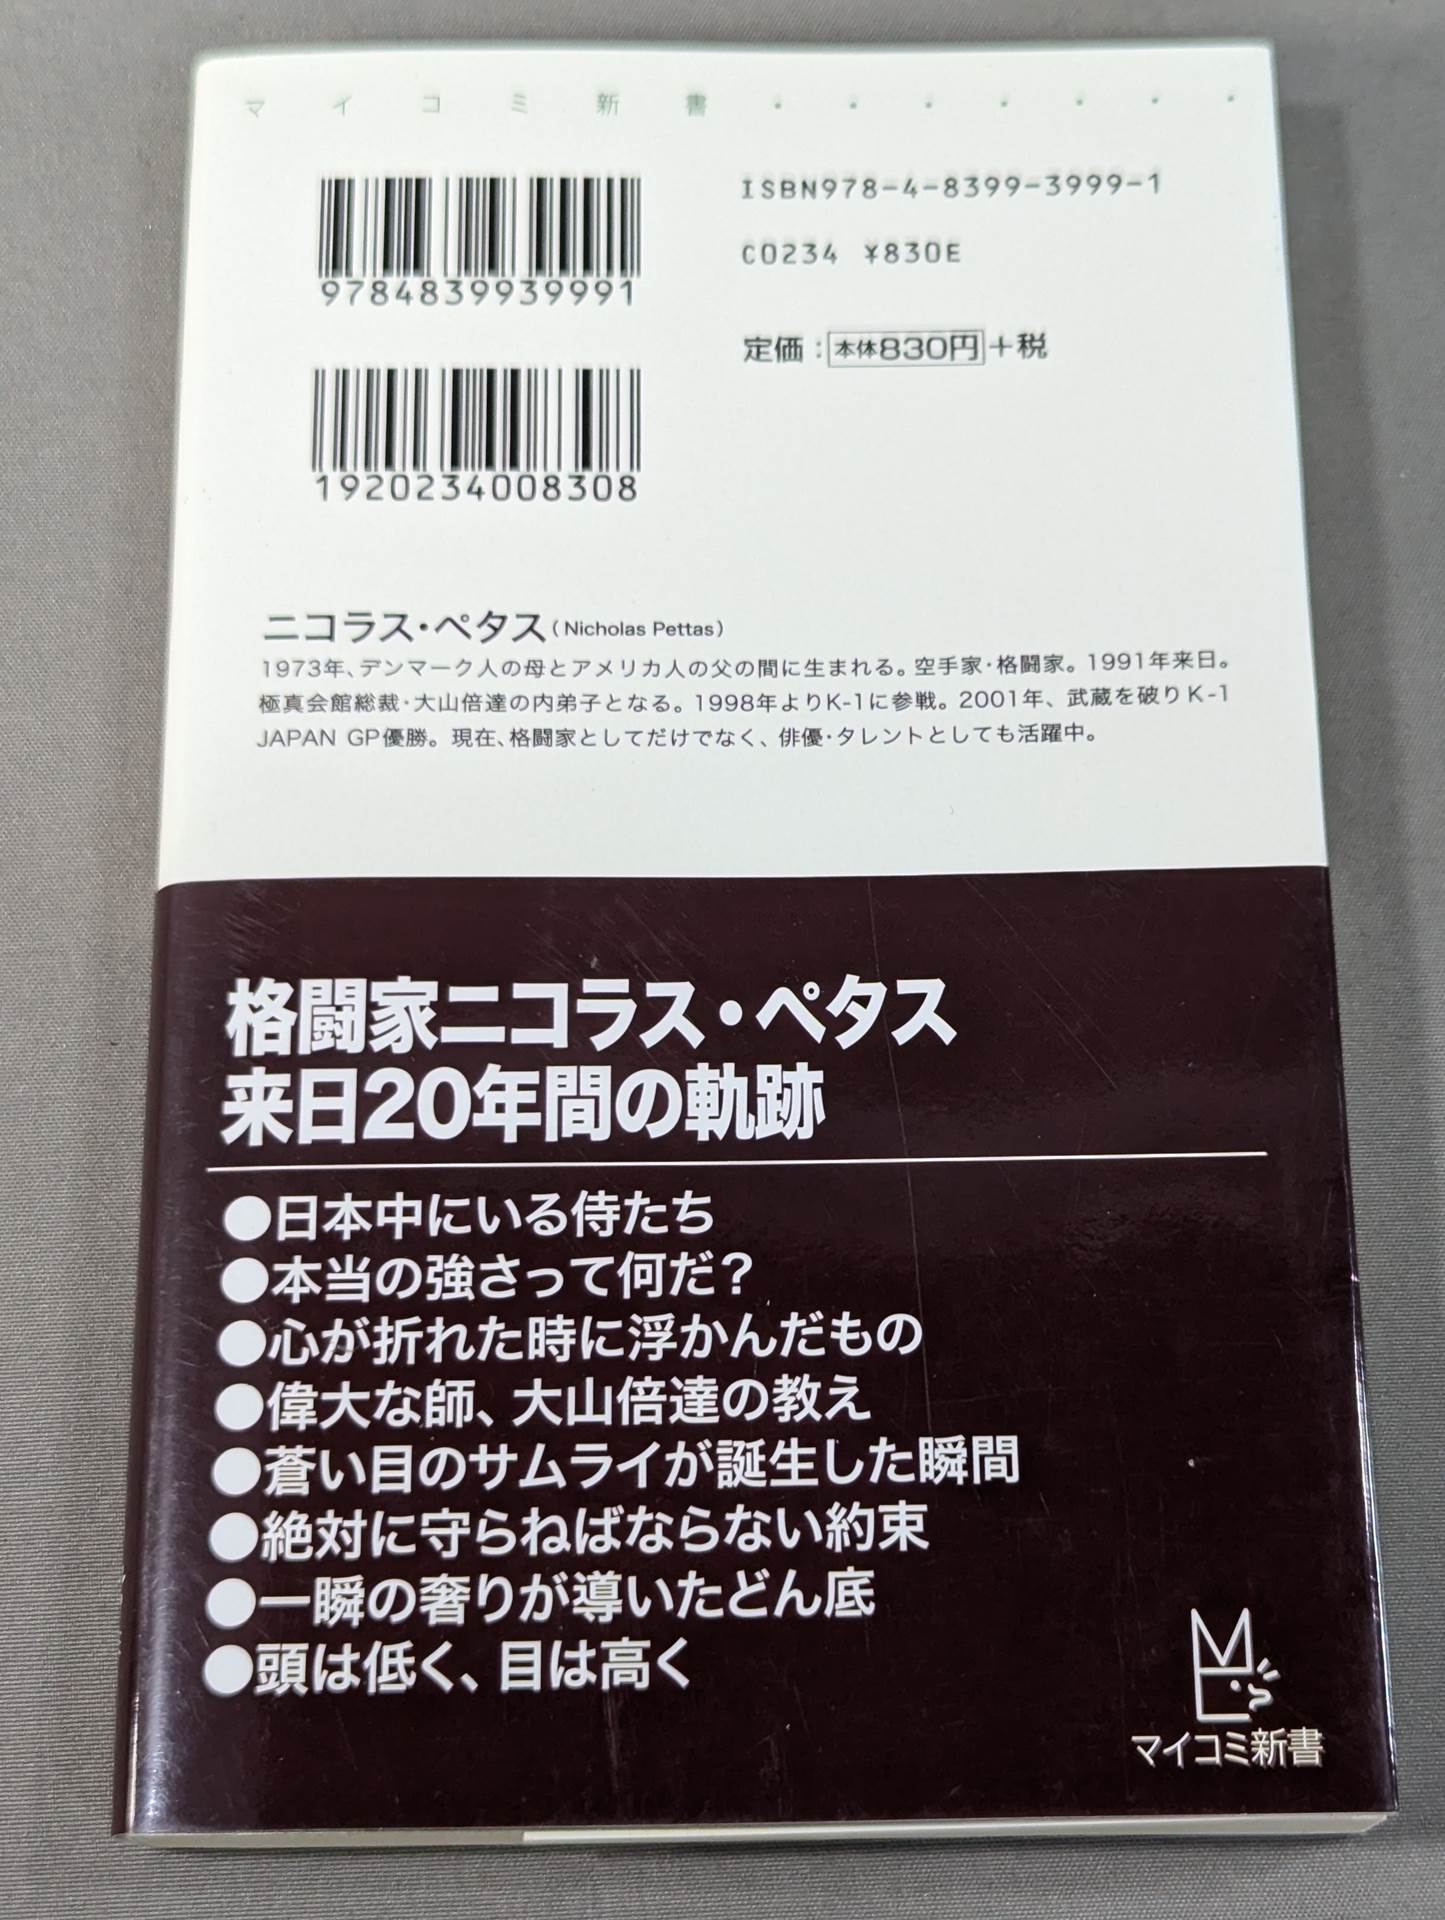 マイコミ新書・・・・・・・
ISBN978-4-8399-3999-1
C0234 ¥830E
定価：本体830円＋税
9784839939991
1920234008308
ニコラス・ペタス（Nicholas Pettas）
1973年、デンマーク人の母とアメリカ人の父の間に生まれる。空手家・格闘家。1991年来日。
極真会館総裁・大山倍達の内弟子となる。1998年よりK-1に参戦。2001年、武蔵を破りK-1
JAPAN GP優勝。現在、格闘家としてだけでなく、俳優・タレントとしても活躍中。
格闘家ニコラス・ペタス
来日20年間の軌跡
●日本中にいる侍たち
●本当の強さって何だ？
●心が折れた時に浮かんだもの
●偉大な師、大山倍達の教え
●蒼い目のサムライが誕生した瞬間
●絶対に守らねばならない約束
●一瞬の奢りが導いたどん底
●頭は低く、目は高く
マイコミ新書